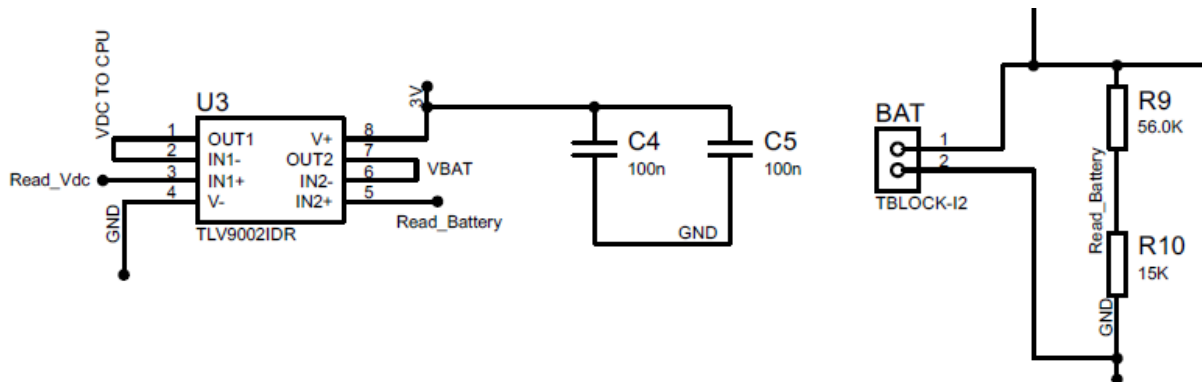 VDC TO CPU
U3
1 OUT1 V+ 8
2 IN1- OUT2 7
3 IN1+ IN2- 6
4 V- IN2+ 5
TLV9002IDR
Read_Vdc
GND
3V
VBAT
Read_Battery
C4
100n
C5
100n
GND
BAT
1
2
TBLOCK-I2
R9
56.0K
Read_Battery
R10
15K
GND